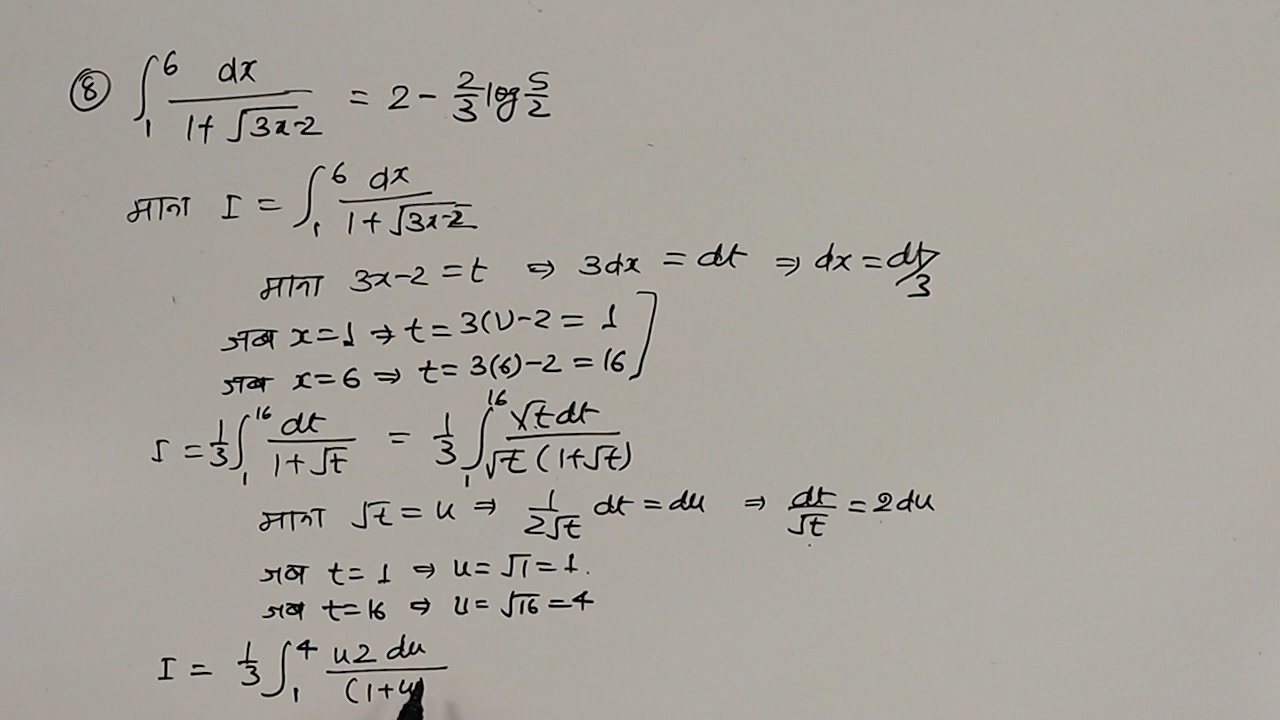 ⑧ ∫₁⁶ dx / (1+√(3x-2)) = 2 - 2/3 log 5/2
माना I = ∫₁⁶ dx / (1+√(3x-2))
माना 3x-2 = t ⇒ 3dx = dt ⇒ dx = dt/3
जब x=1 ⇒ t = 3(1)-2 = 1
जब x=6 ⇒ t = 3(6)-2 = 16
I = 1/3 ∫₁¹⁶ dt / (1+√t) = 1/3 ∫₁¹⁶ √t dt / (√t (1+√t))
माना √t = u ⇒ 1/(2√t) dt = du ⇒ dt/√t = 2du
जब t=1 ⇒ u = √1 = 1.
जब t=16 ⇒ u = √16 = 4
I = 1/3 ∫₁⁴ u2 du / (1+u)